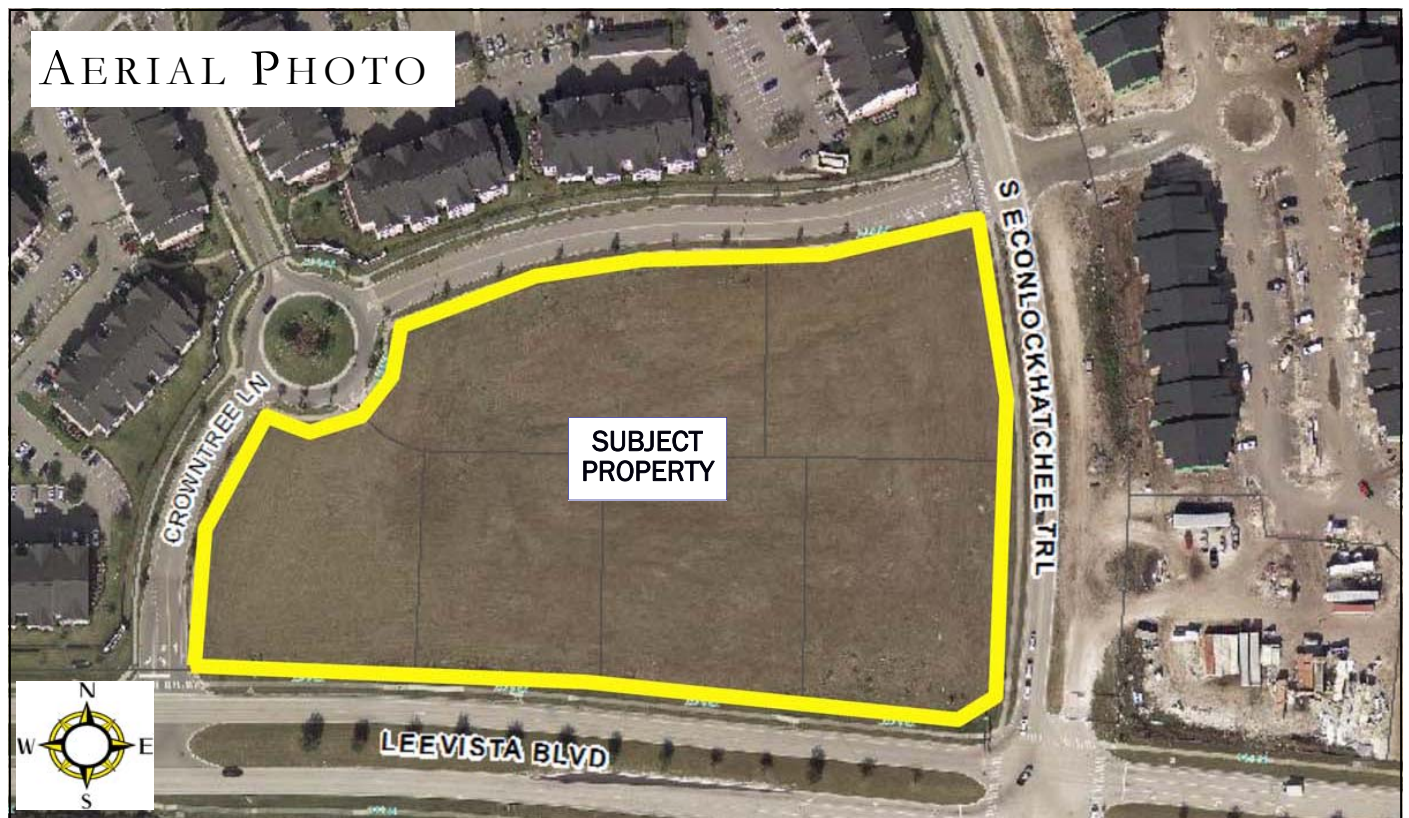 AERIAL PHOTO
S ECONLOCKHATCHEE TRL
CROWNTREE LN
SUBJECT
PROPERTY
LEEVISTA BLVD
N
W E
S